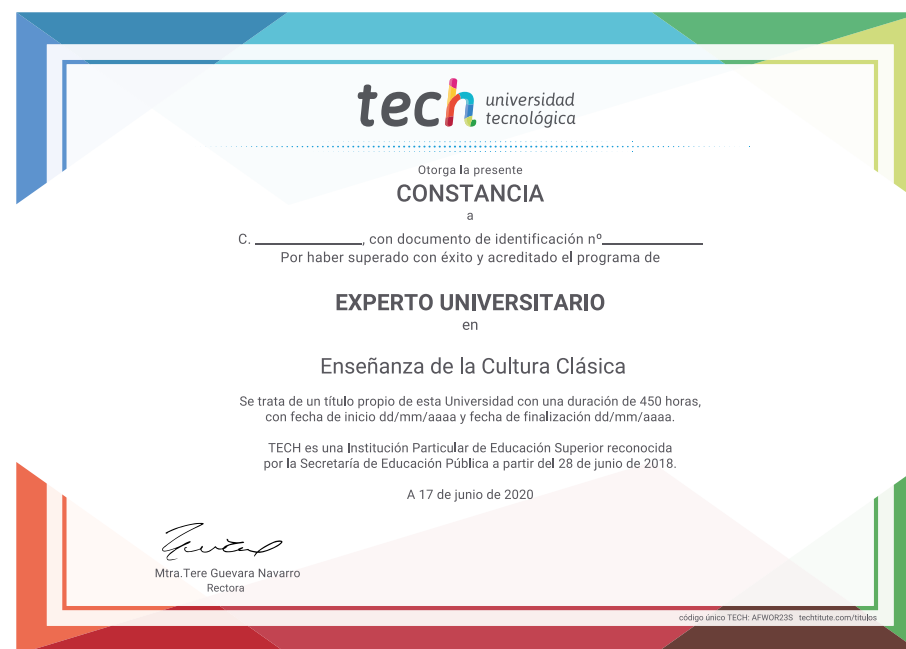 tech universidad
tecnológica
Otorga la presente
CONSTANCIA
a
C. ______________, con documento de identificación nº_____________
Por haber superado con éxito y acreditado el programa de
EXPERTO UNIVERSITARIO
en
Enseñanza de la Cultura Clásica
Se trata de un título propio de esta Universidad con una duración de 450 horas,
con fecha de inicio dd/mm/aaaa y fecha de finalización dd/mm/aaaa.
TECH es una Institución Particular de Educación Superior reconocida
por la Secretaría de Educación Pública a partir del 28 de junio de 2018.
A 17 de junio de 2020
Mtra.Tere Guevara Navarro
Rectora
código único TECH: AFWOR23S techtitute.com/titulos